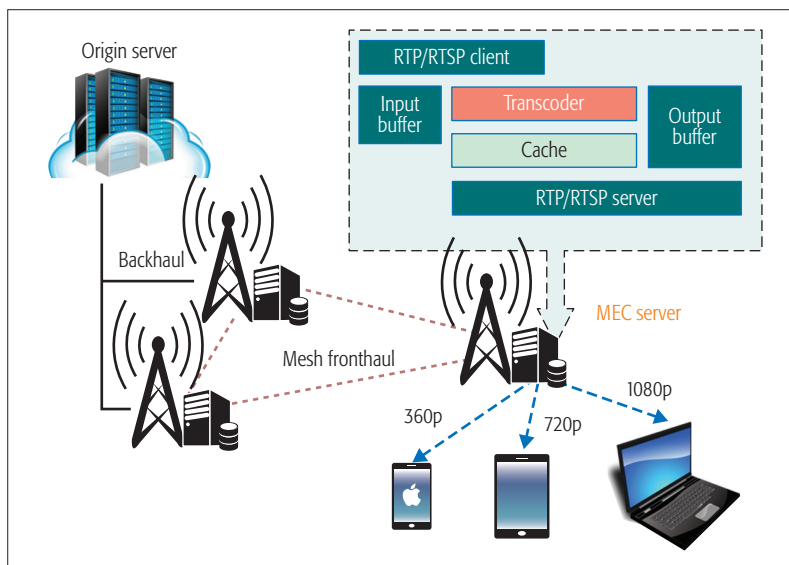 Origin server
RTP/RTSP client
Input
buffer
Transcoder
Cache
Output
buffer
RTP/RTSP server
Backhaul
MEC server
Mesh fronthaul
360p
720p
1080p